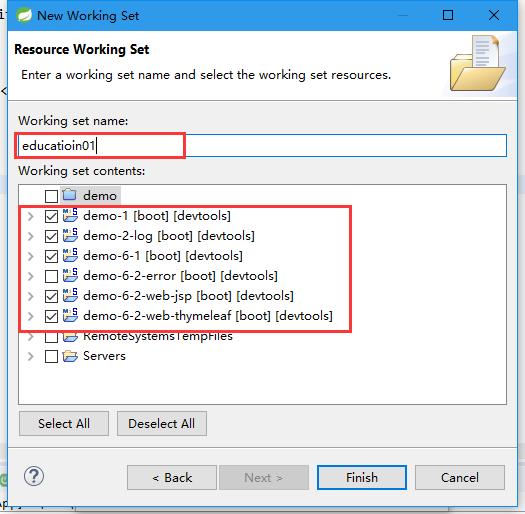 New Working Set
Resource Working Set
Enter a working set name and select the working set resources.
Working set name:
educatioin01
Working set contents:
demo
demo-1 [boot] [devtools]
demo-2-log [boot] [devtools]
demo-6-1 [boot] [devtools]
demo-6-2-error [boot] [devtools]
demo-6-2-web-jsp [boot] [devtools]
demo-6-2-web-thymeleaf [boot] [devtools]
RemoteSystemsTempFiles
Servers
Select All Deselect All
? < Back Next > Finish Cancel